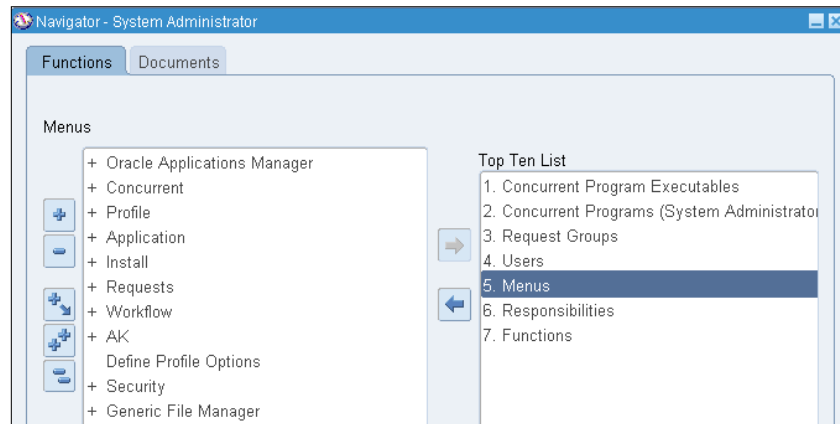 Navigator - System Administrator
Functions Documents
Menus
+ Oracle Applications Manager
+ Concurrent
+ Profile
+ Application
+ Install
+ Requests
+ Workflow
+ AK
Define Profile Options
+ Security
+ Generic File Manager
Top Ten List
1. Concurrent Program Executables
2. Concurrent Programs (System Administrato
3. Request Groups
4. Users
5. Menus
6. Responsibilities
7. Functions